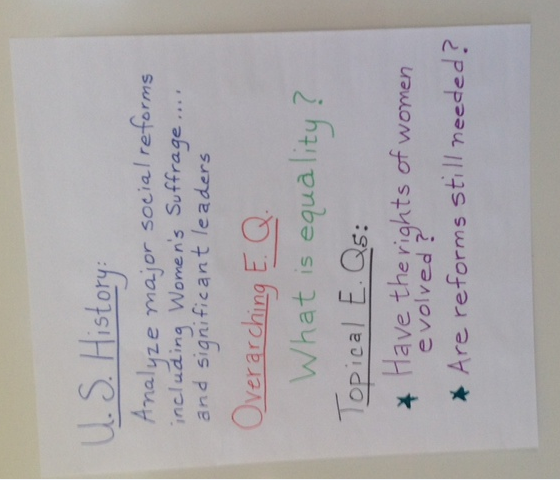 U.S. History:
Analyze major social reforms
including Women's Suffrage....
and significant leaders
Overarching E.Q.
What is equality?
Topical E.Qs:
★ Have the rights of women
evolved?
★ Are reforms still needed?